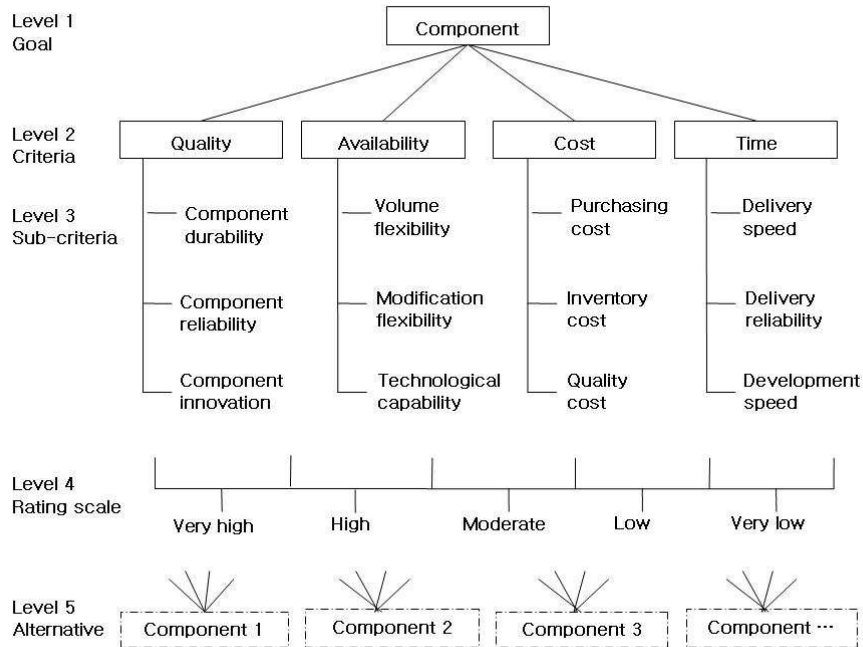 Level 1
Goal
Component
Level 2
Criteria
Quality
Availability
Cost
Time
Level 3
Sub-criteria
Component
durability
Volume
flexibility
Purchasing
cost
Delivery
speed
Component
reliability
Modification
flexibility
Inventory
cost
Delivery
reliability
Component
innovation
Technological
capability
Quality
cost
Development
speed
Level 4
Rating scale
Very high
High
Moderate
Low
Very low
Level 5
Alternative
Component 1
Component 2
Component 3
Component ⋯